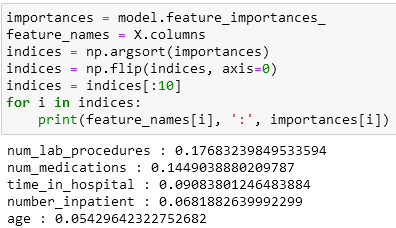 importances = model.feature_importances_
feature_names = X.columns
indices = np.argsort(importances)
indices = np.flip(indices, axis=0)
indices = indices[:10]
for i in indices:
    print(feature_names[i], ':', importances[i])
num_lab_procedures : 0.17683239849533594
num_medications : 0.1449038880209787
time_in_hospital : 0.09083801246483884
number_inpatient : 0.0681882639992299
age : 0.05429642322752682